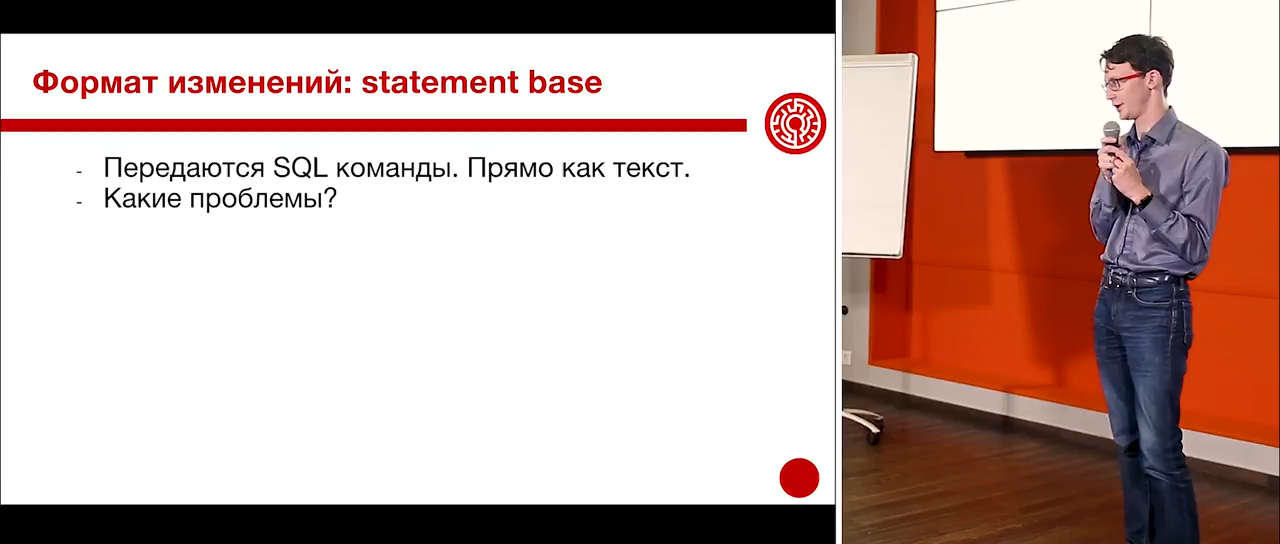 Формат изменений: statement base
- Передаются SQL команды. Прямо как текст.
- Какие проблемы?